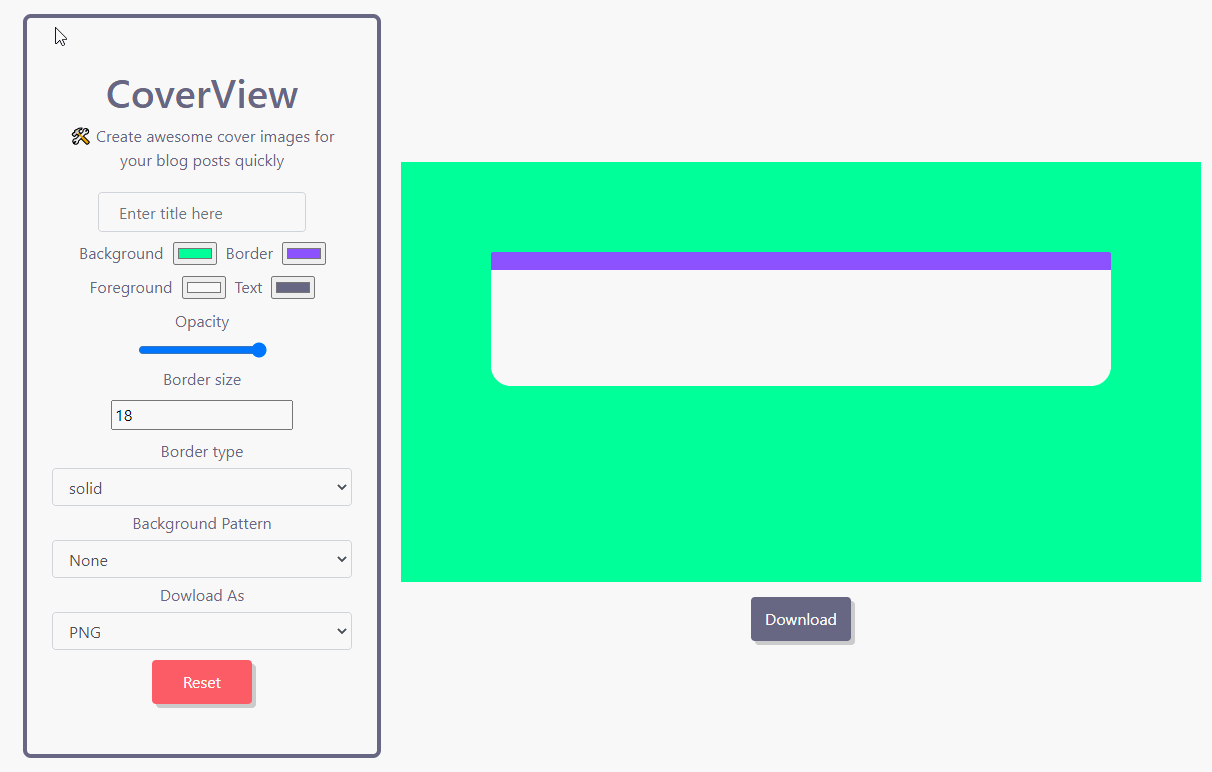 CoverView
🛠 Create awesome cover images for
your blog posts quickly
Enter title here
Background Border
Foreground Text
Opacity
Border size
18
Border type
solid
Background Pattern
None
Dowload As
PNG
Reset
Download